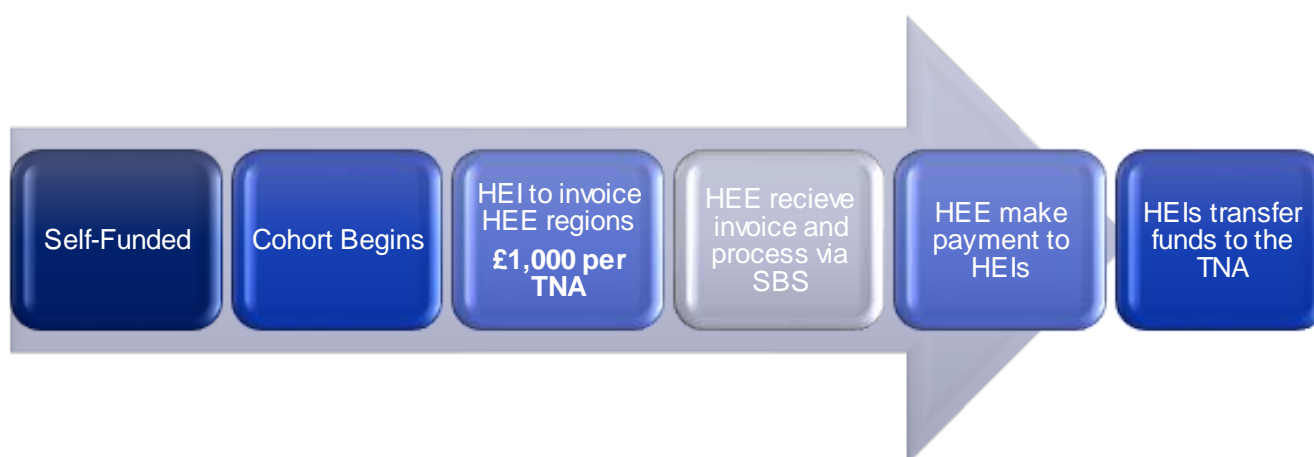 Self-Funded
Cohort Begins
HEI to invoice
HEE regions
£1,000 per
TNA
HEE recieve
invoice and
process via
SBS
HEE make
payment to
HEIs
HEIs transfer
funds to the
TNA